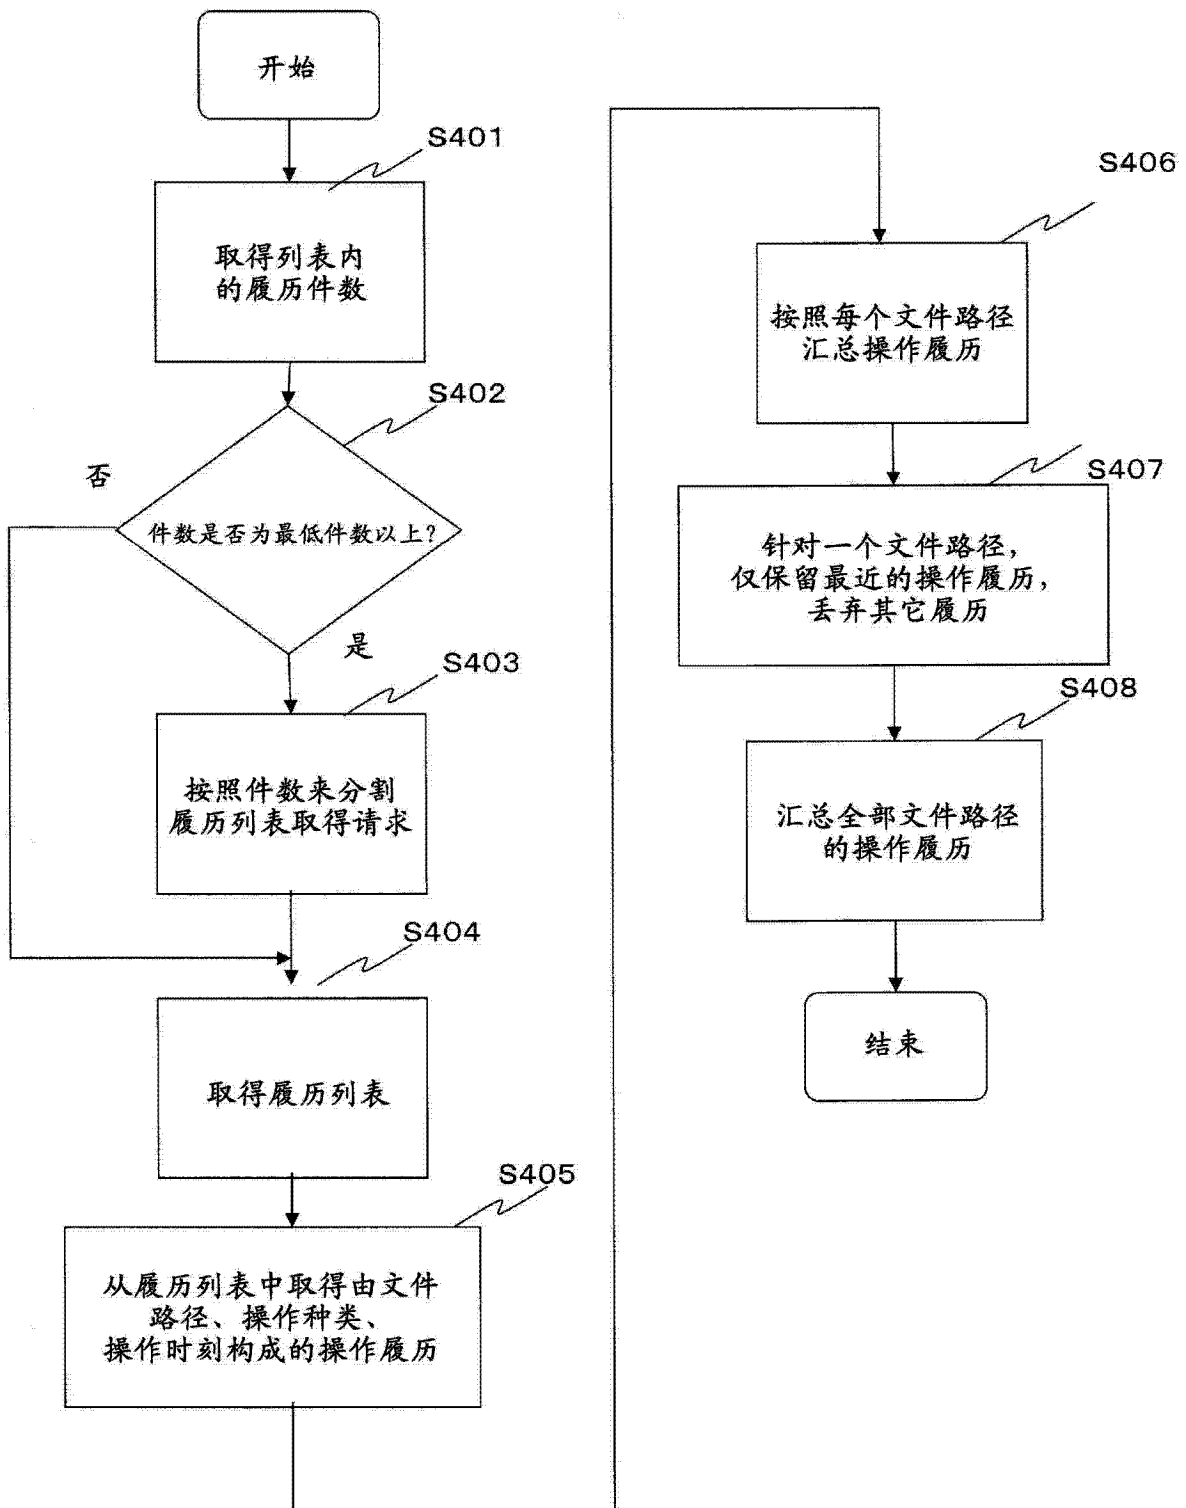 开始
S401
取得列表内
的履历件数
S402
否
件数是否为最低件数以上?
是
S403
按照件数来分割
履历列表取得请求
S404
取得履历列表
S405
从履历列表中取得由文件
路径、操作种类、
操作时刻构成的操作履历
S406
按照每个文件路径
汇总操作履历
S407
针对一个文件路径,
仅保留最近的操作履历,
丢弃其它履历
S408
汇总全部文件路径
的操作履历
结束